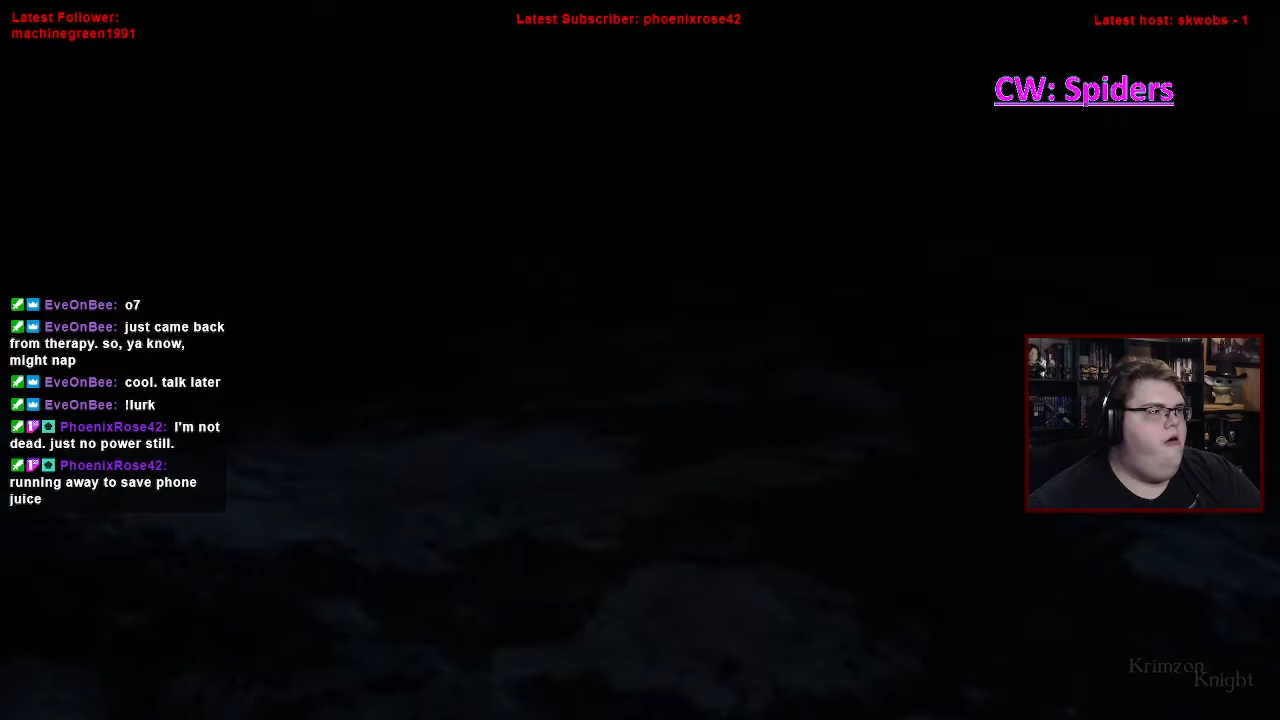 Latest Follower:
machinegreen1991
Latest Subscriber: phoenixrose42
Latest host: skwobs - 1
CW: Spiders
EveOnBee: o7
EveOnBee: just came back
from therapy. so, ya know,
might nap
EveOnBee: cool. talk later
EveOnBee: !lurk
PhoenixRose42: I'm not
dead. just no power still.
PhoenixRose42:
running away to save phone
juice
Krimzon
Knight